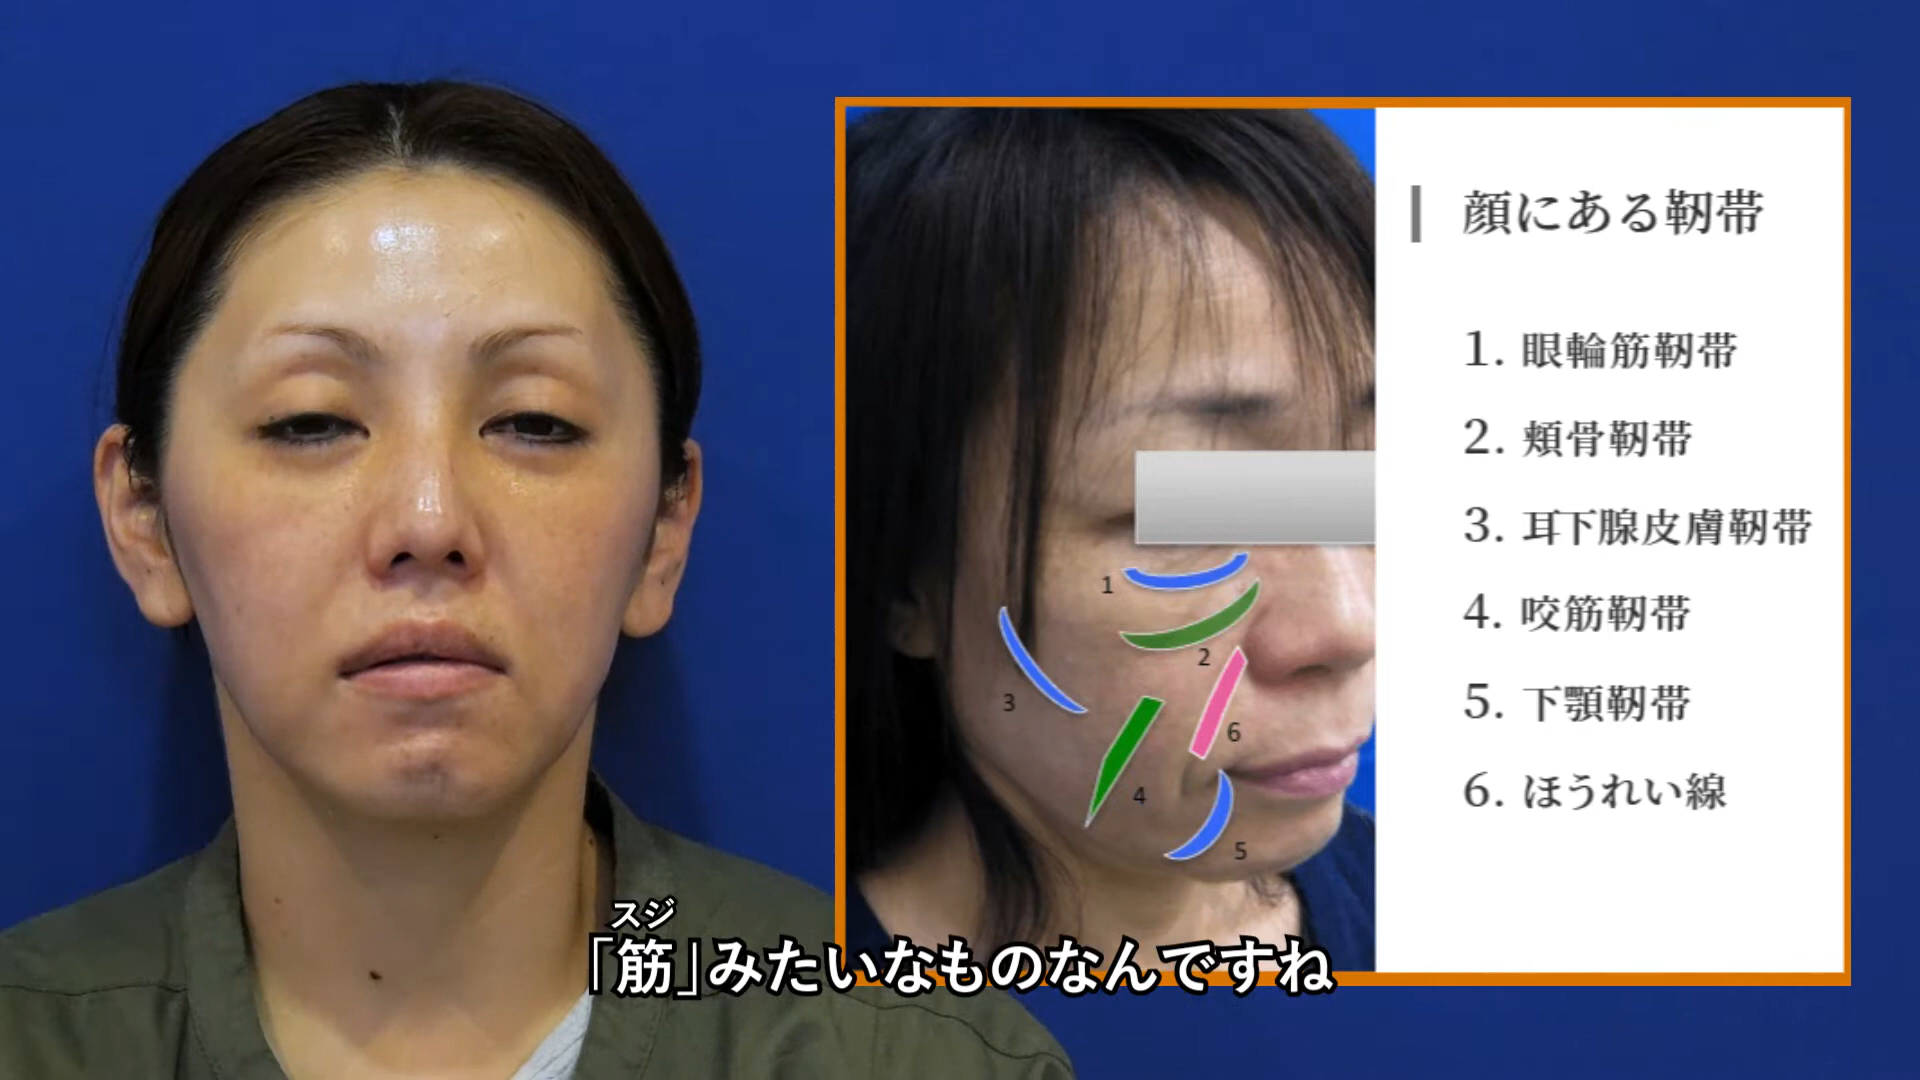 顔にある靭帯
1. 眼輪筋靭帯
2. 頬骨靭帯
3. 耳下腺皮膚靭帯
4. 咬筋靭帯
5. 下顎靭帯
6. ほうれい線
1
2
3
6
4
5
スジ
「筋」みたいなものなんですね